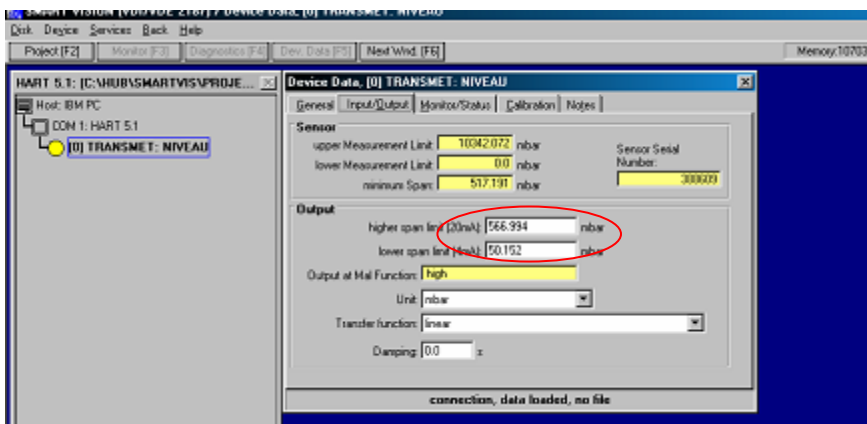 SMART VISION (VDI/VDE 2187) / Device Data, [0] TRANSMET: NIVEAU
Disk Device Services Back Help
Project [F2] Monitor [F3] Diagnostics [F4] Dev. Data [F5] Next Wnd. [F6] Memory:10703
HART 5.1: [C:\HUB\SMARTVIS\PROJE...
Host: IBM PC
COM 1: HART 5.1
[0] TRANSMET: NIVEAU
Device Data, [0] TRANSMET: NIVEAU
General Input/Output Monitor/Status Calibration Notes
Sensor
upper Measurement Limit: 10342.072 mbar
lower Measurement Limit: 0.0 mbar
minimum Span: 517.191 mbar
Sensor Serial
Number:
388609
Output
higher span limit (20mA): 566.994 mbar
lower span limit (4mA): 50.152 mbar
Output at Mal Function: high
Unit: mbar
Transfer function: linear
Damping: 0.0 s
connection, data loaded, no file